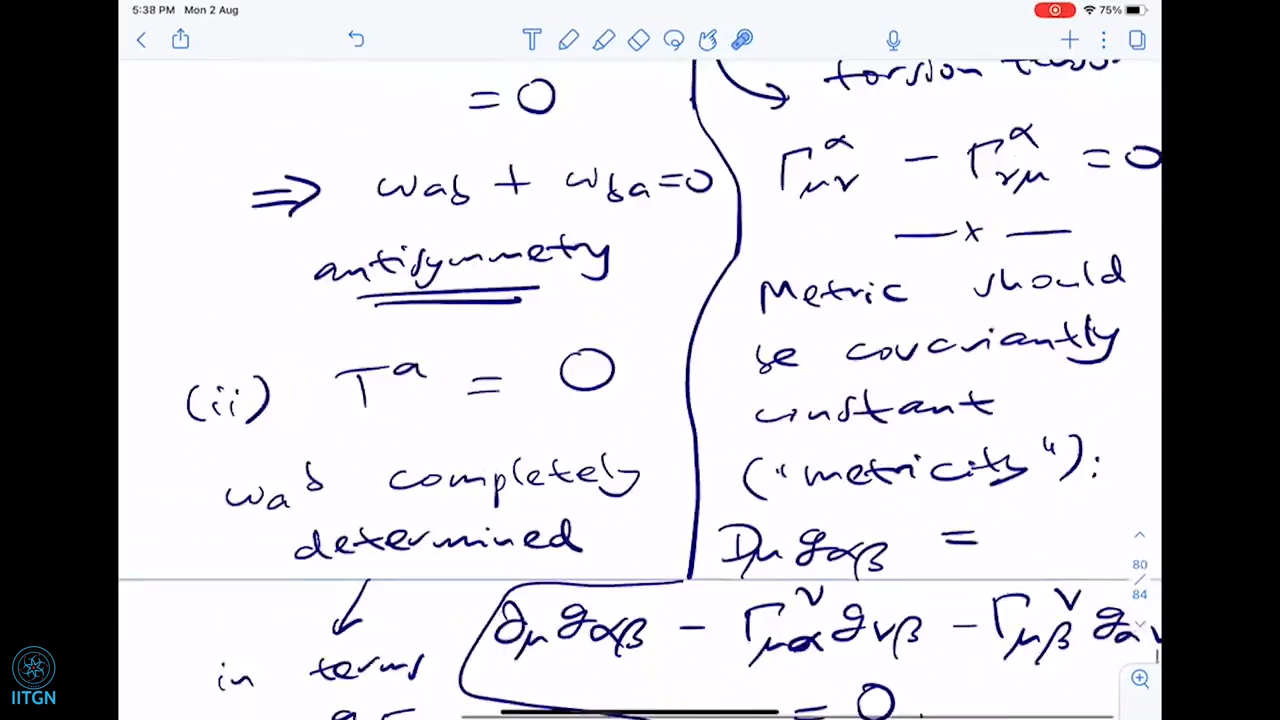 5:38 PM Mon 2 Aug
75%
= 0
⇒ ωab + ωba = 0
antisymmetry
(ii) T^a = 0
ω_a^b completely
determined
in terms
torsion
Γ^α_μν − Γ^α_νμ = 0
— x —
Metric should
be covariantly
constant
("metricity"):
D_μ g_αβ =
∂_μ g_αβ − Γ^ν_μα g_νβ − Γ^ν_μβ g_αν
= 0
80
84
IITGN